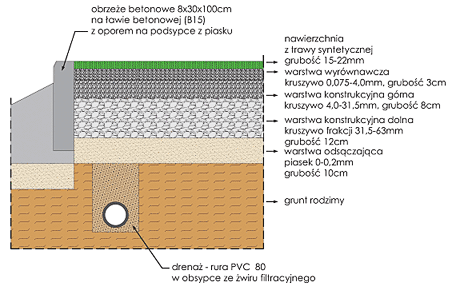 obrzeże betonowe 8x30x100cm
na ławie betonowej (B15)
z oporem na podsypce z piasku
nawierzchnia
z trawy syntetycznej
grubość 15-22mm
warstwa wyrównawcza
kruszywo 0,075-4,0mm, grubość 3cm
warstwa konstrukcyjna górna
kruszywo 4,0-31,5mm, grubość 8cm
warstwa konstrukcyjna dolna
kruszywo frakcji 31,5-63mm
grubość 12cm
warstwa odsączająca
piasek 0-0,2mm
grubość 10cm
grunt rodzimy
drenaż - rura PVC 80
w obsypce ze żwiru filtracyjnego